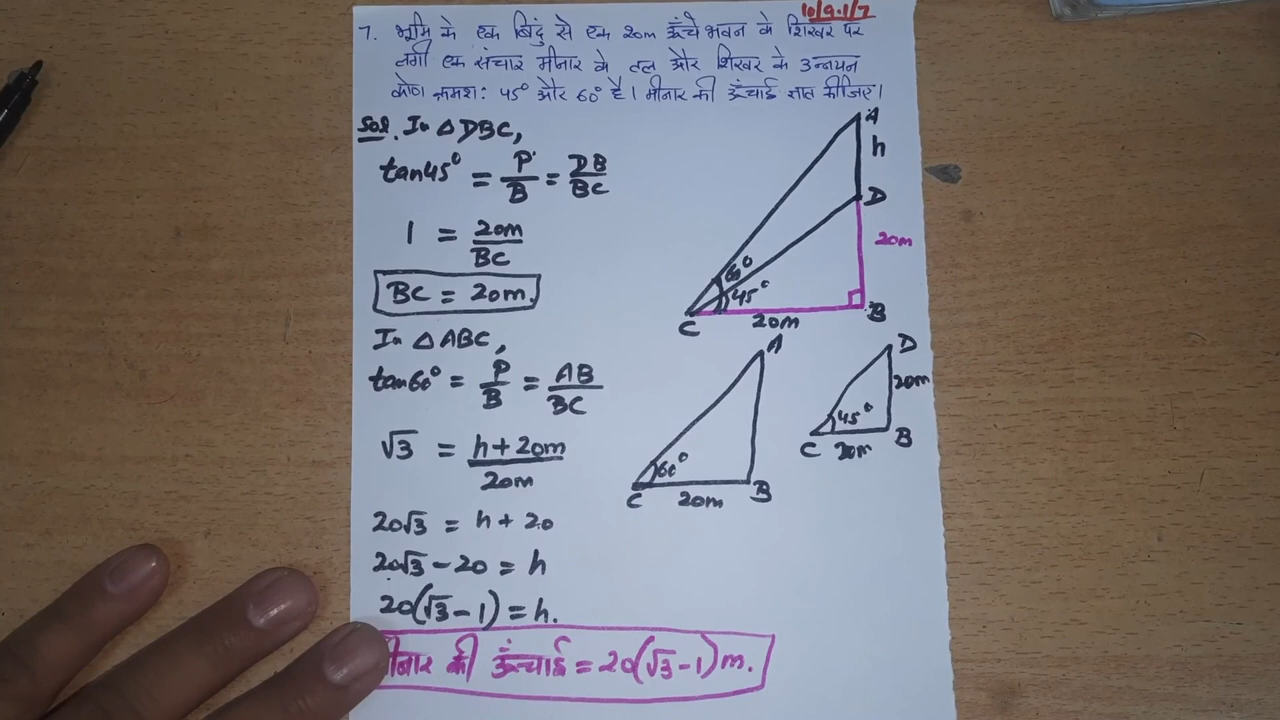 10/9.1/7
7. भूमि के एक बिंदु से एक 20m ऊँचे भवन के शिखर पर
लगी एक संचार मीनार के तल और शिखर के उन्नयन
कोण क्रमश: 45° और 60° है। मीनार की ऊँचाई ज्ञात कीजिए।
Sol. In △DBC,
tan45° = P/B = DB/BC
1 = 20m/BC
BC = 20m.
In △ABC,
tan60° = P/B = AB/BC
√3 = h+20m/20m
20√3 = h+20
20√3-20 = h
20(√3-1) = h.
मीनार की ऊँचाई = 20(√3-1)m.
A
h
D
20m
60°
45°
C
20m
B
A
60°
C
20m
B
D
20m
45°
C
20m
B